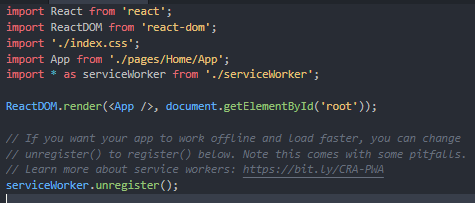 import React from 'react';
import ReactDOM from 'react-dom';
import './index.css';
import App from './pages/Home/App';
import * as serviceWorker from './serviceWorker';
ReactDOM.render(<App />, document.getElementById('root'));
// If you want your app to work offline and load faster, you can change
// unregister() to register() below. Note this comes with some pitfalls.
// Learn more about service workers: https://bit.ly/CRA-PWA
serviceWorker.unregister();